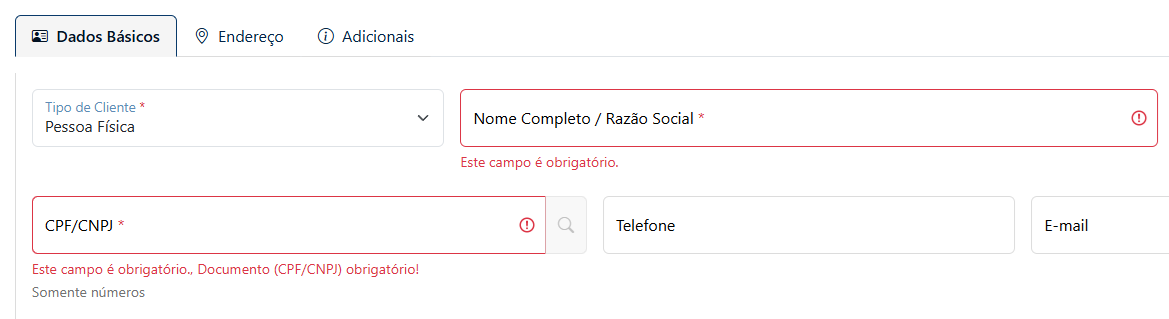 Dados Básicos Endereço Adicionais
Tipo de Cliente *
Pessoa Física
Nome Completo / Razão Social *
Este campo é obrigatório.
CPF/CNPJ *
Telefone
E-mail
Este campo é obrigatório., Documento (CPF/CNPJ) obrigatório!
Somente números